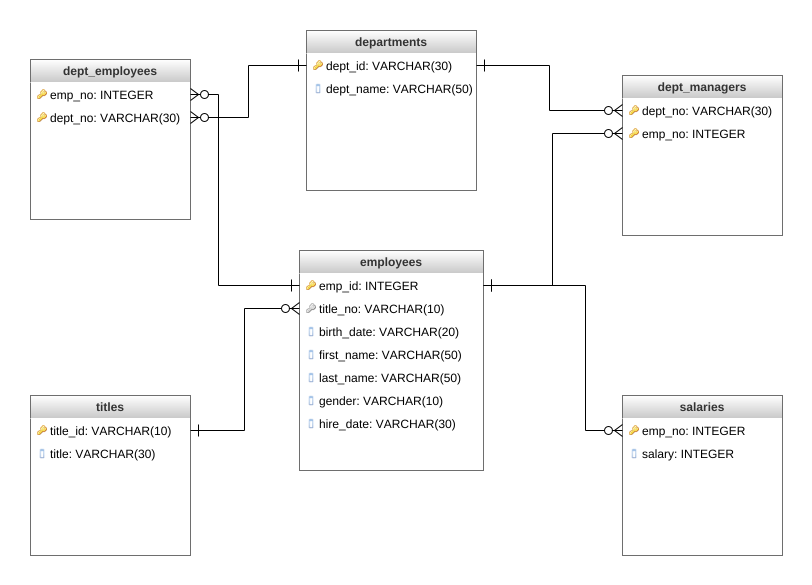 departments
dept_id: VARCHAR(30)
dept_name: VARCHAR(50)
dept_employees
emp_no: INTEGER
dept_no: VARCHAR(30)
dept_managers
dept_no: VARCHAR(30)
emp_no: INTEGER
employees
emp_id: INTEGER
title_no: VARCHAR(10)
birth_date: VARCHAR(20)
first_name: VARCHAR(50)
last_name: VARCHAR(50)
gender: VARCHAR(10)
hire_date: VARCHAR(30)
titles
title_id: VARCHAR(10)
title: VARCHAR(30)
salaries
emp_no: INTEGER
salary: INTEGER